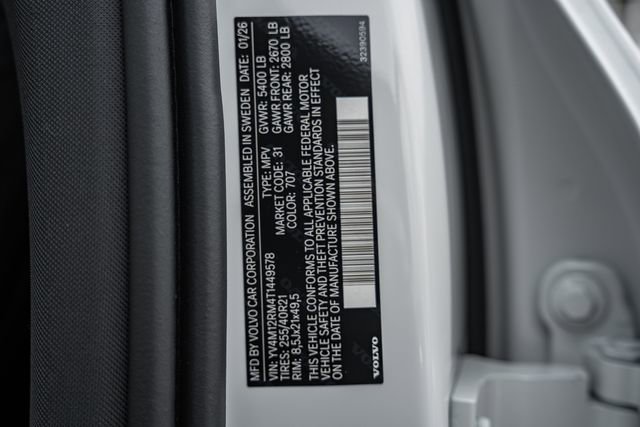 MFD BY VOLVO CAR CORPORATION ASSEMBLED IN SWEDEN DATE: 01/26
YV4M12RM4T1449578 TYPE: MPV GVWR: 5400 LB
TIRES: 255/40R21 MARKET CODE: 31 GAWR FRONT: 2670 LB
RIM: 8,5Jx21x49,5 COLOR: 707 GAWR REAR: 2800 LB
THIS VEHICLE CONFORMS TO ALL APPLICABLE FEDERAL MOTOR
VEHICLE SAFETY AND THEFT PREVENTION STANDARDS IN EFFECT
ON THE DATE OF MANUFACTURE SHOWN ABOVE.
VOLVO
32390594